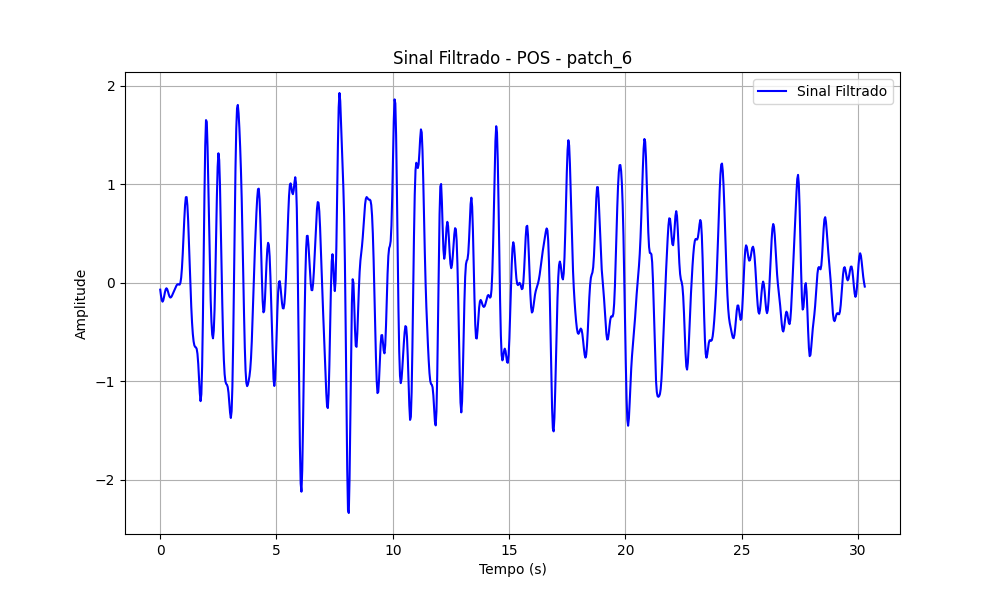 Sinal Filtrado - POS - patch_6
Sinal Filtrado
2
1
0
−1
−2
Amplitude
0 5 10 15 20 25 30
Tempo (s)